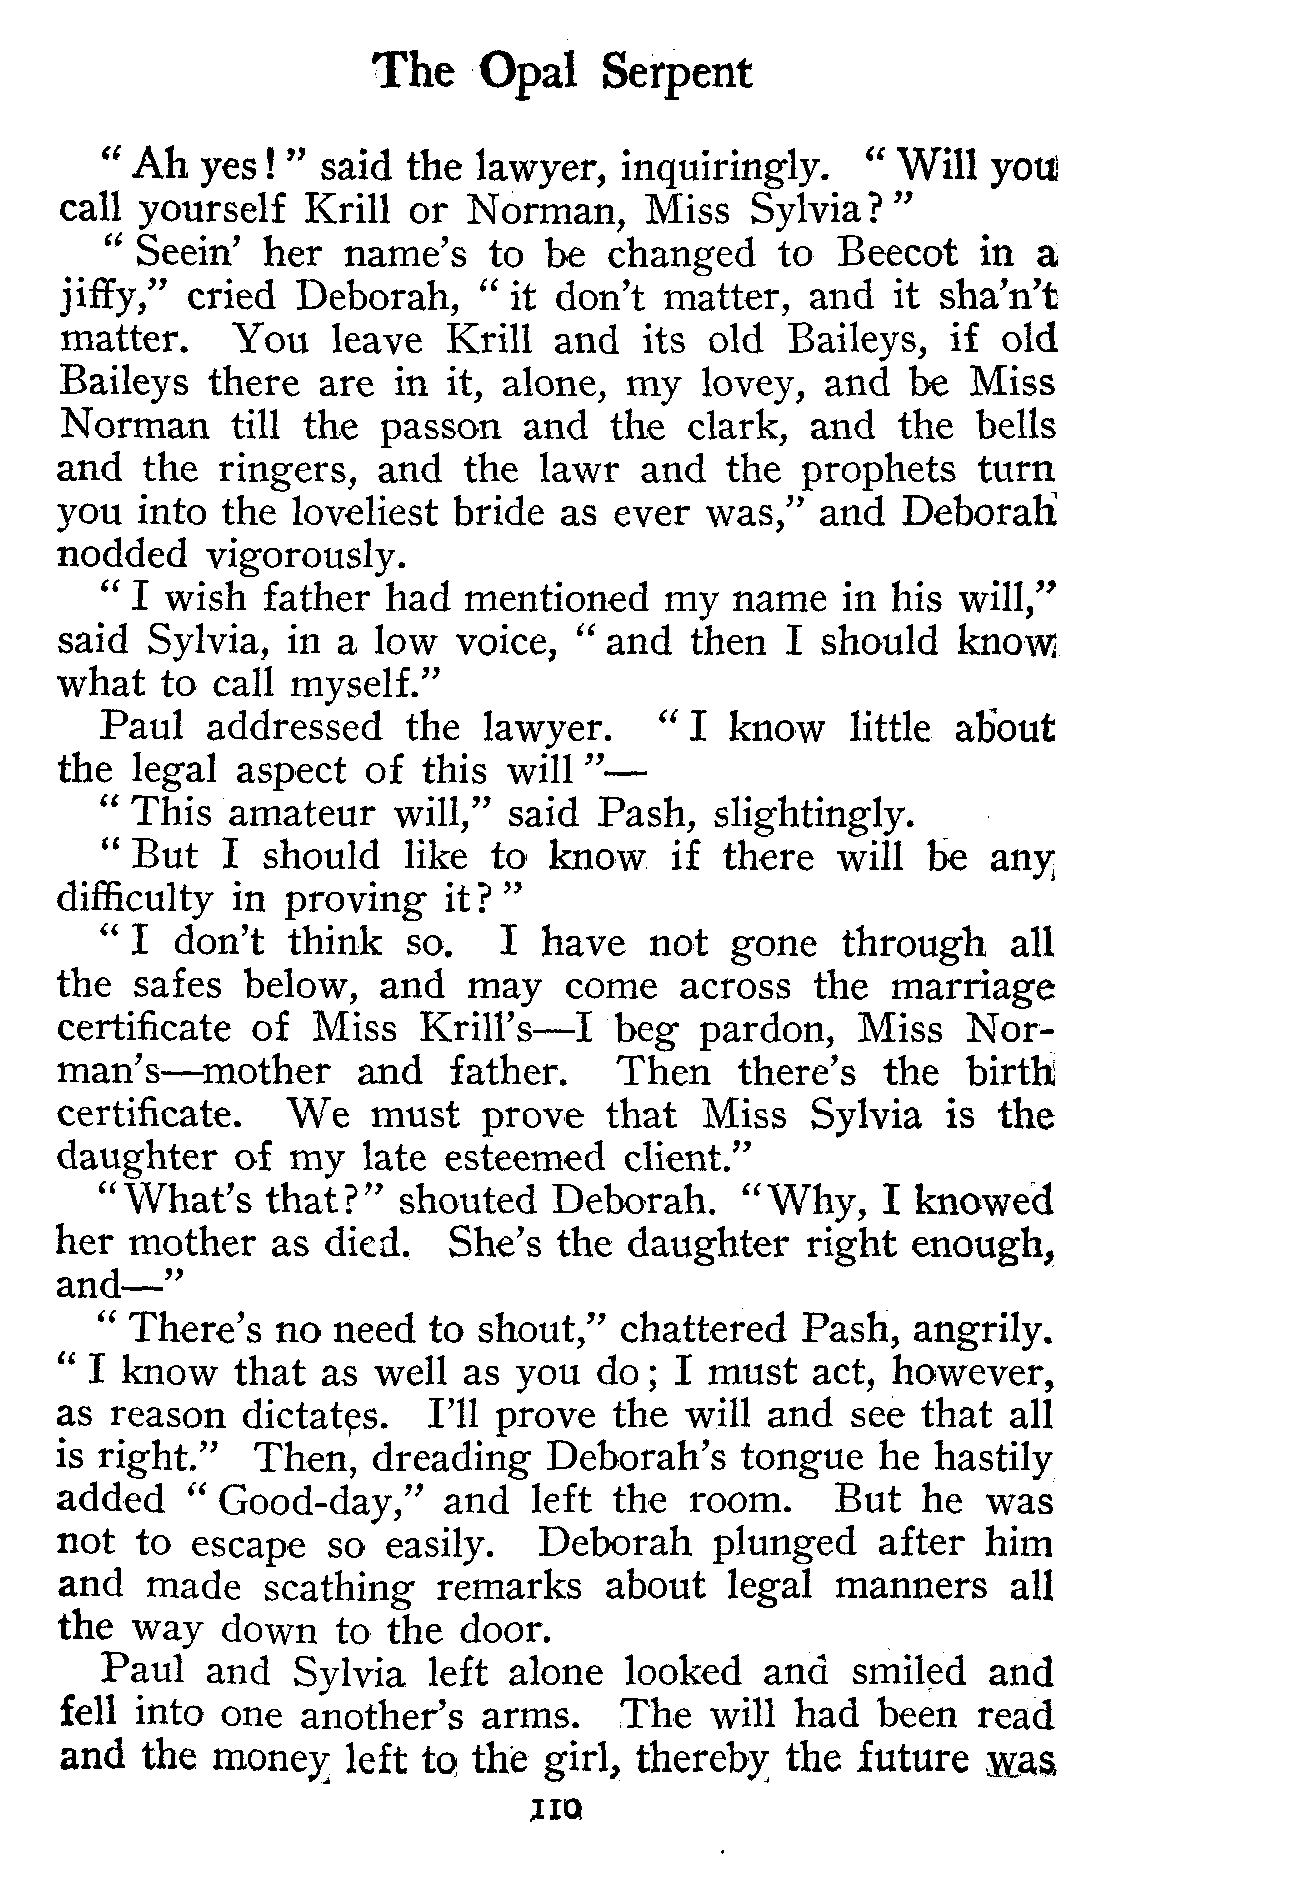 The Opal Serpent
“ Ah yes! ” said the lawyer, inquiringly. “ Will you
call yourself Krill or Norman, Miss Sylvia? ”
“ Seein’ her name’s to be changed to Beecot in a
jiffy,” cried Deborah, “ it don’t matter, and it sha’n’t
matter. You leave Krill and its old Baileys, if old
Baileys there are in it, alone, my lovey, and be Miss
Norman till the passon and the clark, and the bells
and the ringers, and the lawr and the prophets turn
you into the loveliest bride as ever was,” and Deborah
nodded vigorously.
“ I wish father had mentioned my name in his will,”
said Sylvia, in a low voice, “ and then I should know
what to call myself.”
Paul addressed the lawyer. “ I know little about
the legal aspect of this will ”—
“ This amateur will,” said Pash, slightingly.
“ But I should like to know if there will be any
difficulty in proving it? ”
“ I don’t think so. I have not gone through all
the safes below, and may come across the marriage
certificate of Miss Krill’s—I beg pardon, Miss Nor-
man’s—mother and father. Then there’s the birth
certificate. We must prove that Miss Sylvia is the
daughter of my late esteemed client.”
“What’s that?” shouted Deborah. “Why, I knowed
her mother as died. She’s the daughter right enough,
and—”
“ There’s no need to shout,” chattered Pash, angrily.
“ I know that as well as you do ; I must act, however,
as reason dictates. I’ll prove the will and see that all
is right.” Then, dreading Deborah’s tongue he hastily
added “ Good-day,” and left the room. But he was
not to escape so easily. Deborah plunged after him
and made scathing remarks about legal manners all
the way down to the door.
Paul and Sylvia left alone looked and smiled and
fell into one another’s arms. The will had been read
and the money left to the girl, thereby the future was
110